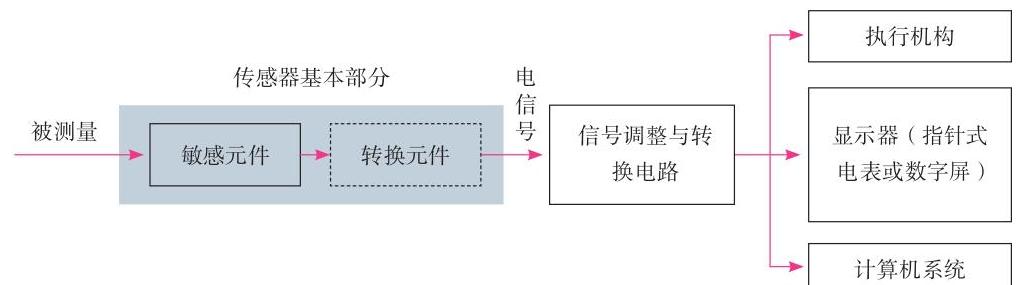 传感器基本部分
被测量
敏感元件
转换元件
电
信
号
信号调整与转
换电路
执行机构
显示器（指针式
电表或数字屏）
计算机系统